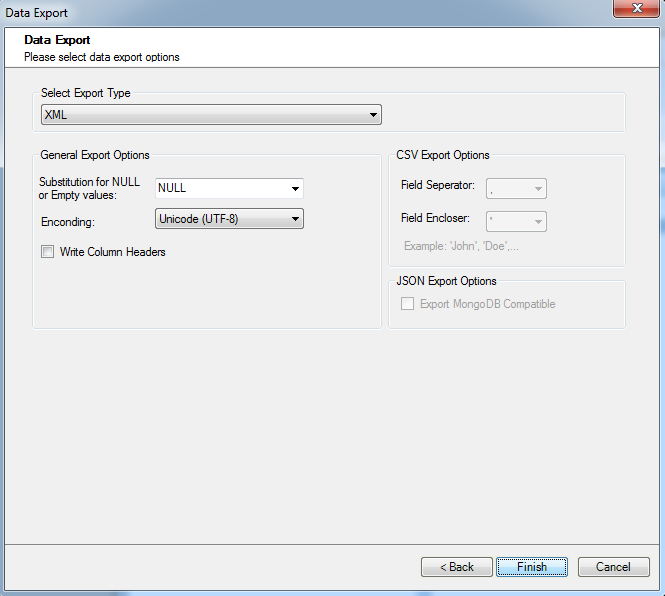 Data Export
Data Export
Please select data export options
Select Export Type
XML
General Export Options
Substitution for NULL
or Empty values:
NULL
Enconding:
Unicode (UTF-8)
Write Column Headers
CSV Export Options
Field Seperator:
,
Field Encloser:
'
Example: 'John', 'Doe',...
JSON Export Options
Export MongoDB Compatible
< Back
Finish
Cancel